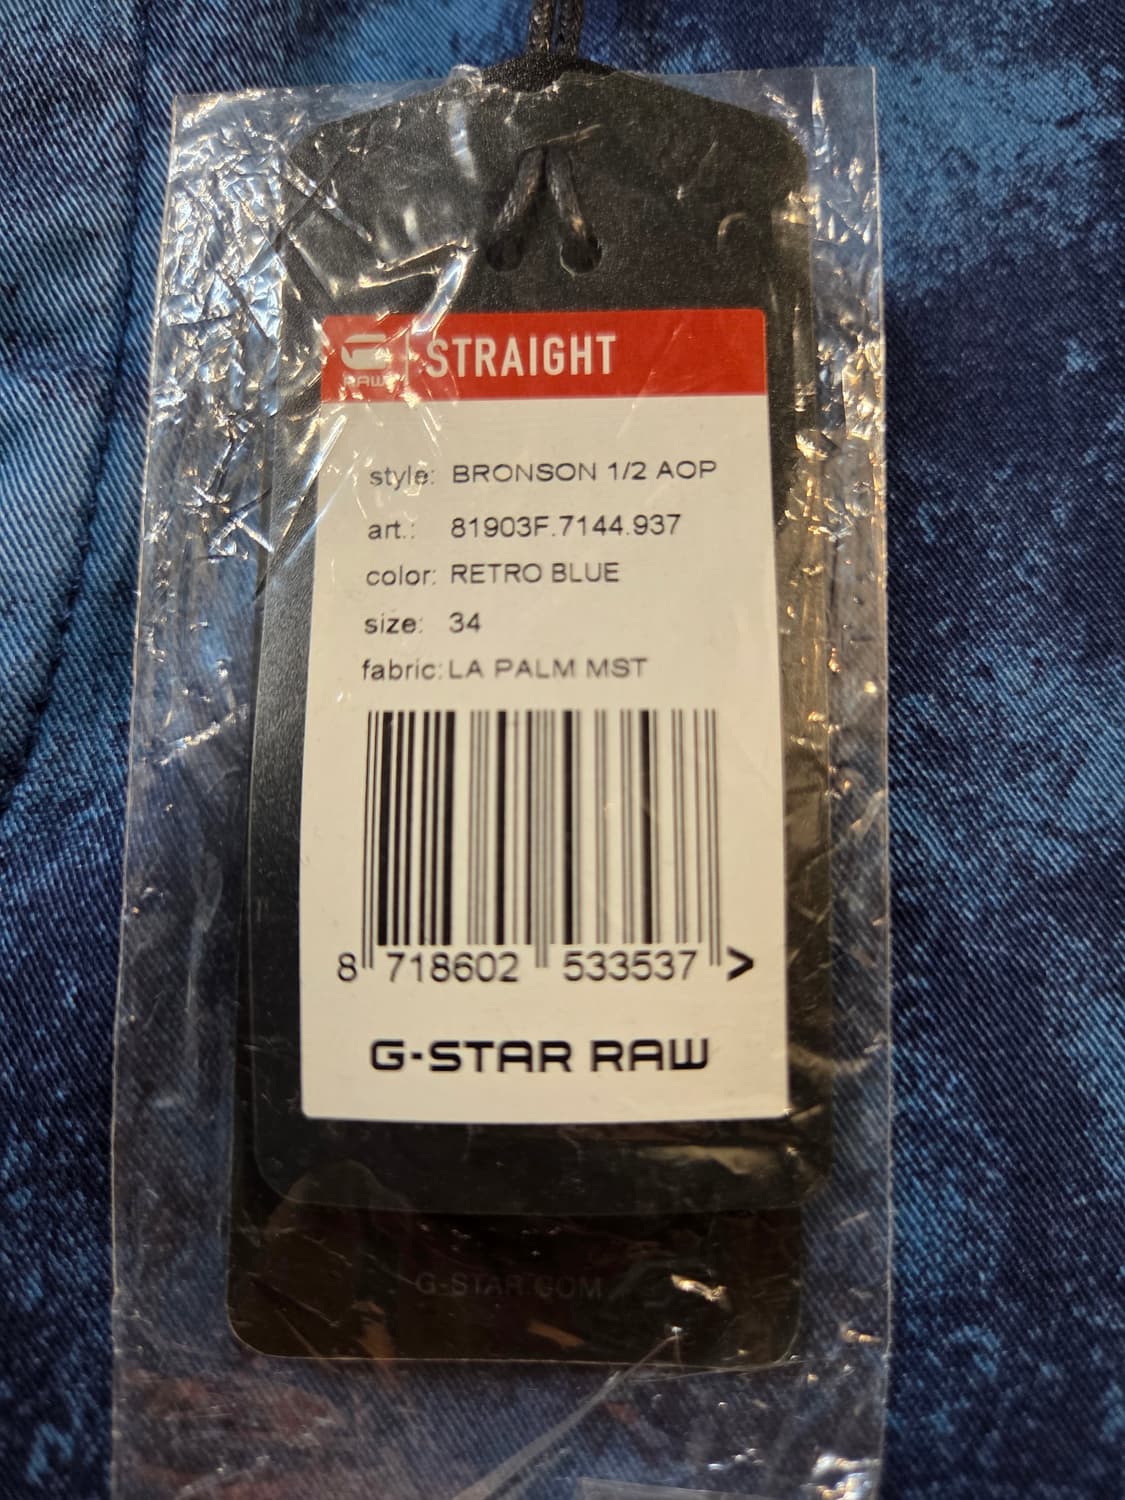 RAW STRAIGHT
style: BRONSON 1/2 AOP
art.: 81903F.7144.937
color: RETRO BLUE
size: 34
fabric: LA PALM MST
8 718602 533537 >
G-STAR RAW
G-STAR.COM